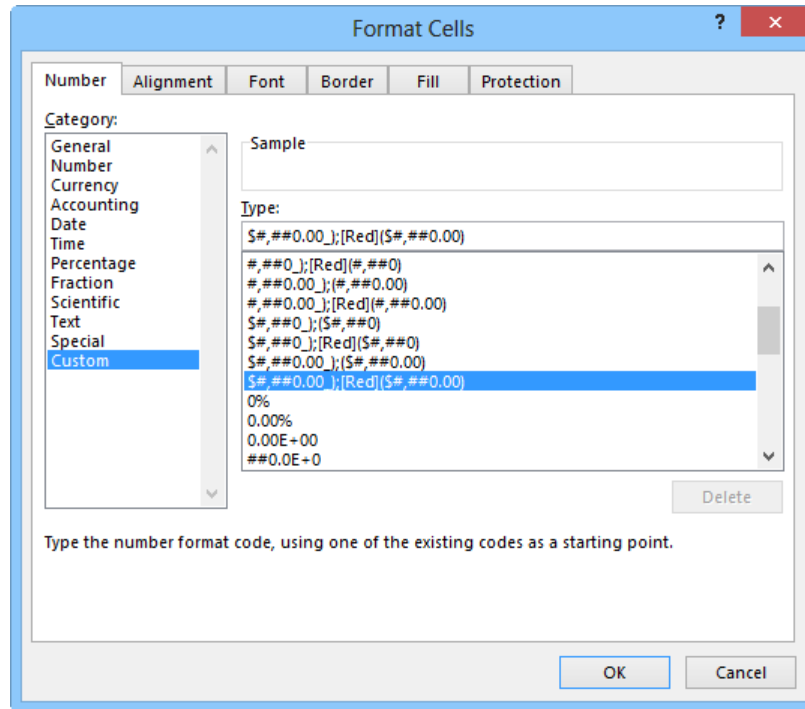 Format Cells
?
×
Number Alignment Font Border Fill Protection
Category:
General
Number
Currency
Accounting
Date
Time
Percentage
Fraction
Scientific
Text
Special
Custom
Sample
Type:
$#,##0.00_);[Red]($#,##0.00)
#,##0_);[Red](#,##0)
#,##0.00_);(#,##0.00)
#,##0.00_);[Red](#,##0.00)
$#,##0_);($#,##0)
$#,##0_);[Red]($#,##0)
$#,##0.00_);($#,##0.00)
$#,##0.00_);[Red]($#,##0.00)
0%
0.00%
0.00E+00
##0.0E+0
Delete
Type the number format code, using one of the existing codes as a starting point.
OK Cancel